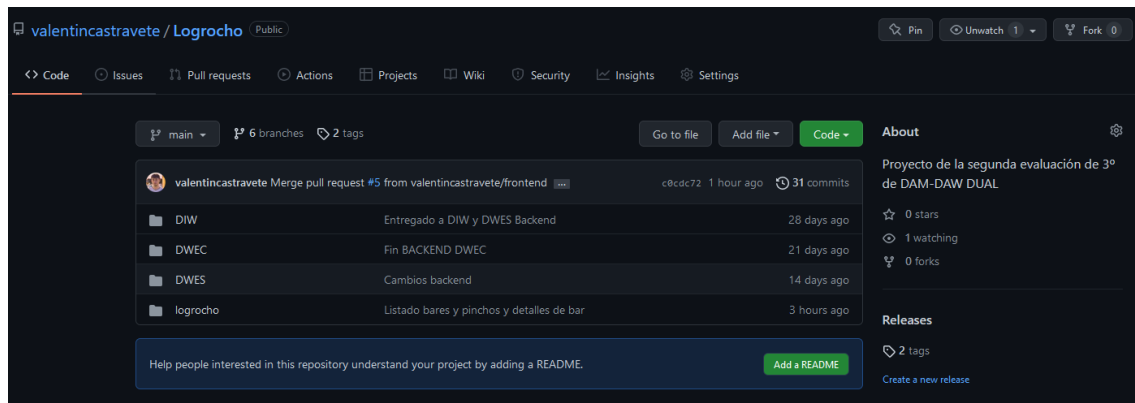 valentincastravete / Logrocho Public
Pin
Unwatch 1
Fork 0
<> Code
Issues
Pull requests
Actions
Projects
Wiki
Security
Insights
Settings
main
6 branches
2 tags
Go to file
Add file
Code
valentincastravete Merge pull request #5 from valentincastravete/frontend ...
c0cdc72 1 hour ago
31 commits
DIW Entregado a DIW y DWES Backend 28 days ago
DWEC Fin BACKEND DWEC 21 days ago
DWES Cambios backend 14 days ago
logrocho Listado bares y pinchos y detalles de bar 3 hours ago
Help people interested in this repository understand your project by adding a README.
Add a README
About
Proyecto de la segunda evaluación de 3º
de DAM-DAW DUAL
0 stars
1 watching
0 forks
Releases
2 tags
Create a new release